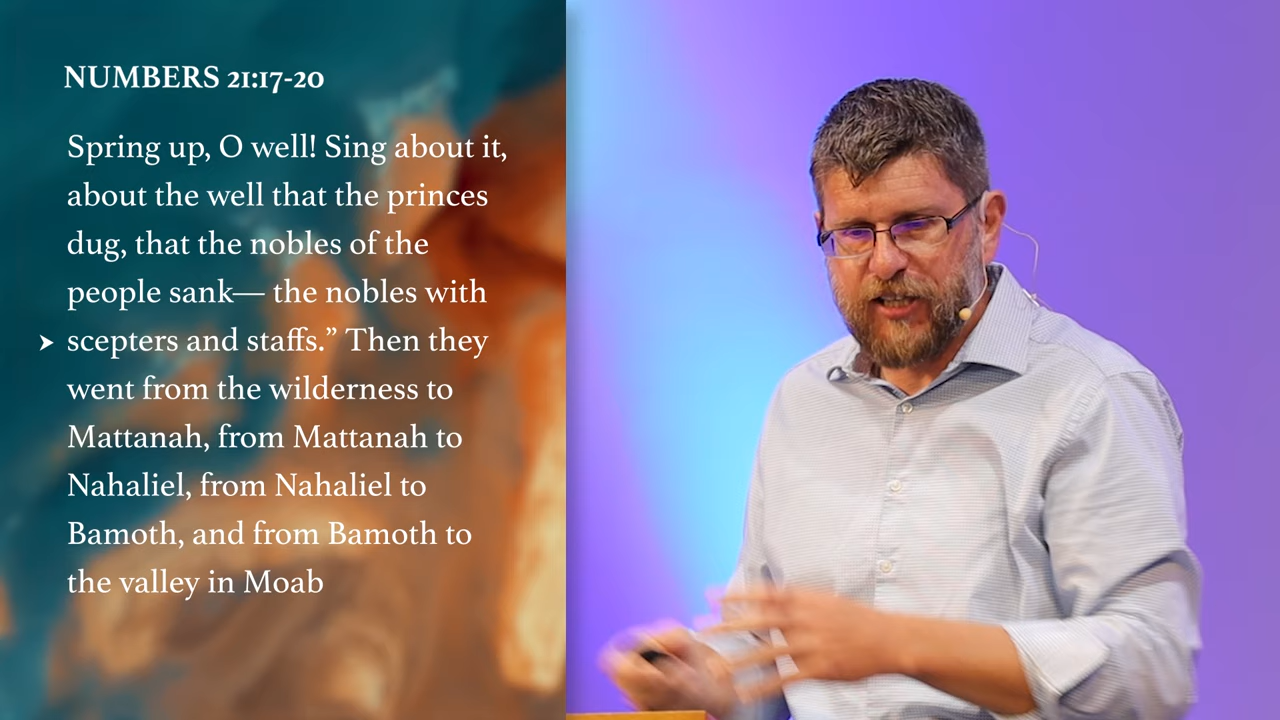 NUMBERS 21:17-20
Spring up, O well! Sing about it,
about the well that the princes
dug, that the nobles of the
people sank— the nobles with
➤ scepters and staffs.” Then they
went from the wilderness to
Mattanah, from Mattanah to
Nahaliel, from Nahaliel to
Bamoth, and from Bamoth to
the valley in Moab